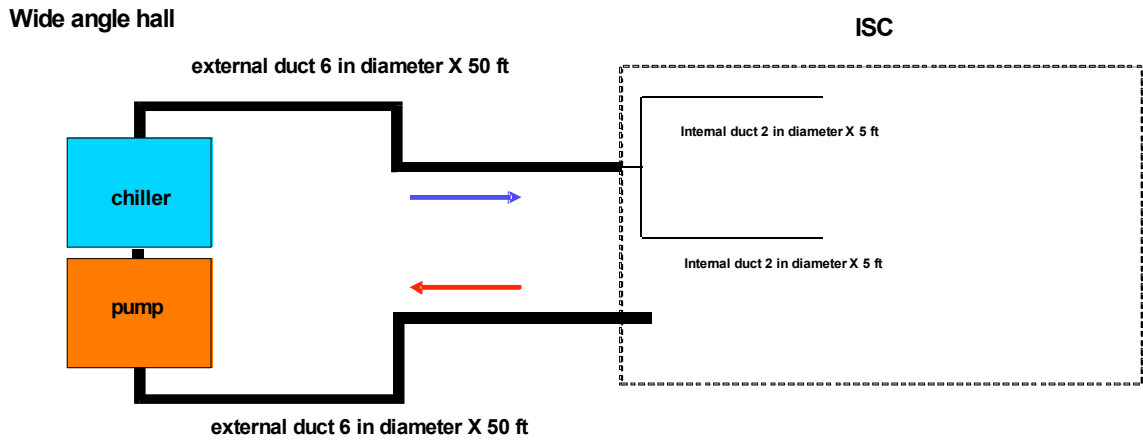 Wide angle hall
ISC
external duct 6 in diameter X 50 ft
Internal duct 2 in diameter X 5 ft
chiller
Internal duct 2 in diameter X 5 ft
pump
external duct 6 in diameter X 50 ft